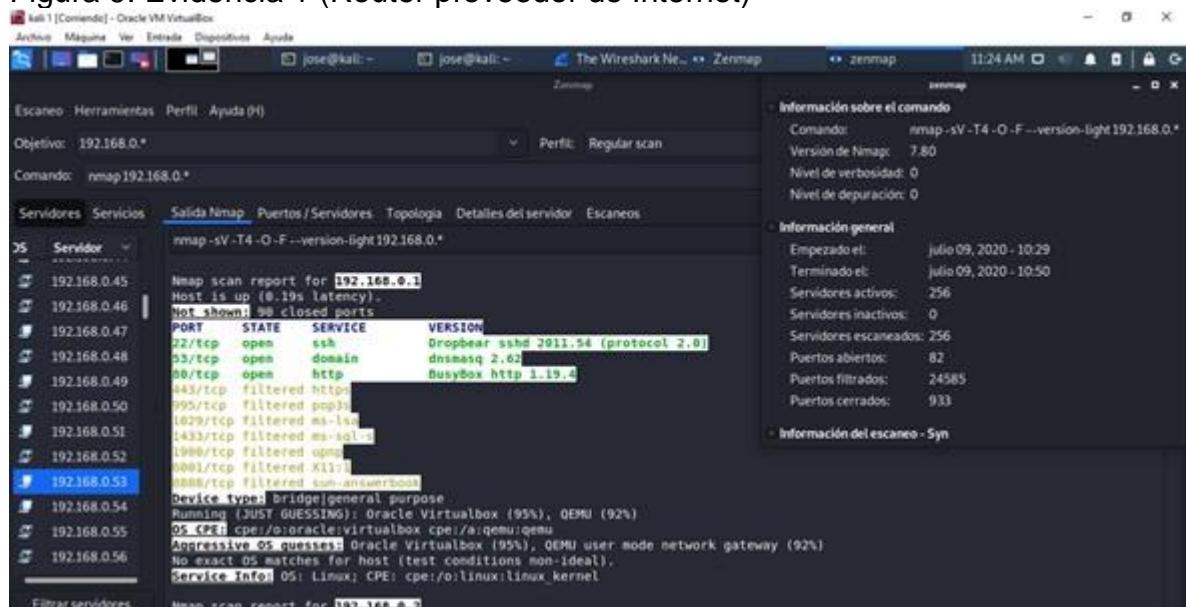 Figura 6. Evidencia 1 (Router proveedor de Internet)
kali 1 [Corriendo] - Oracle VM VirtualBox
Archivo Máquina Ver Entrada Dispositivos Ayuda
jose@kali: ~ jose@kali: ~ The Wireshark Ne... Zenmap zenmap 11:24 AM
Zenmap
zenmap
Escaneo Herramientas Perfil Ayuda (H)
Objetivo: 192.168.0.* Perfil: Regular scan
Comando: nmap 192.168.0.*
Servidores Servicios Salida Nmap Puertos / Servidores Topología Detalles del servidor Escaneos
OS Servidor
nmap -sV -T4 -O -F --version-light 192.168.0.*
192.168.0.45
192.168.0.46
192.168.0.47
192.168.0.48
192.168.0.49
192.168.0.50
192.168.0.51
192.168.0.52
192.168.0.53
192.168.0.54
192.168.0.55
192.168.0.56
Filtrar servidores
Nmap scan report for 192.168.0.1
Host is up (0.19s latency).
Not shown: 90 closed ports
PORT STATE SERVICE VERSION
22/tcp open ssh Dropbear sshd 2011.54 (protocol 2.0)
53/tcp open domain dnsmasq 2.62
80/tcp open http BusyBox http 1.19.4
443/tcp filtered https
995/tcp filtered pop3s
1029/tcp filtered ms-lsa
1433/tcp filtered ms-sql-s
1900/tcp filtered upnp
6001/tcp filtered X11:1
8888/tcp filtered sun-answerbook
Device type: bridge|general purpose
Running (JUST GUESSING): Oracle Virtualbox (95%), QEMU (92%)
OS CPE: cpe:/o:oracle:virtualbox cpe:/a:qemu:qemu
Aggressive OS guesses: Oracle Virtualbox (95%), QEMU user mode network gateway (92%)
No exact OS matches for host (test conditions non-ideal).
Service Info: OS: Linux; CPE: cpe:/o:linux:linux_kernel
Nmap scan report for 192.168.0.2
Información sobre el comando
Comando: nmap -sV -T4 -O -F --version-light 192.168.0.*
Versión de Nmap: 7.80
Nivel de verbosidad: 0
Nivel de depuración: 0
Información general
Empezado el: julio 09, 2020 - 10:29
Terminado el: julio 09, 2020 - 10:50
Servidores activos: 256
Servidores inactivos: 0
Servidores escaneados: 256
Puertos abiertos: 82
Puertos filtrados: 24585
Puertos cerrados: 933
Información del escaneo - Syn